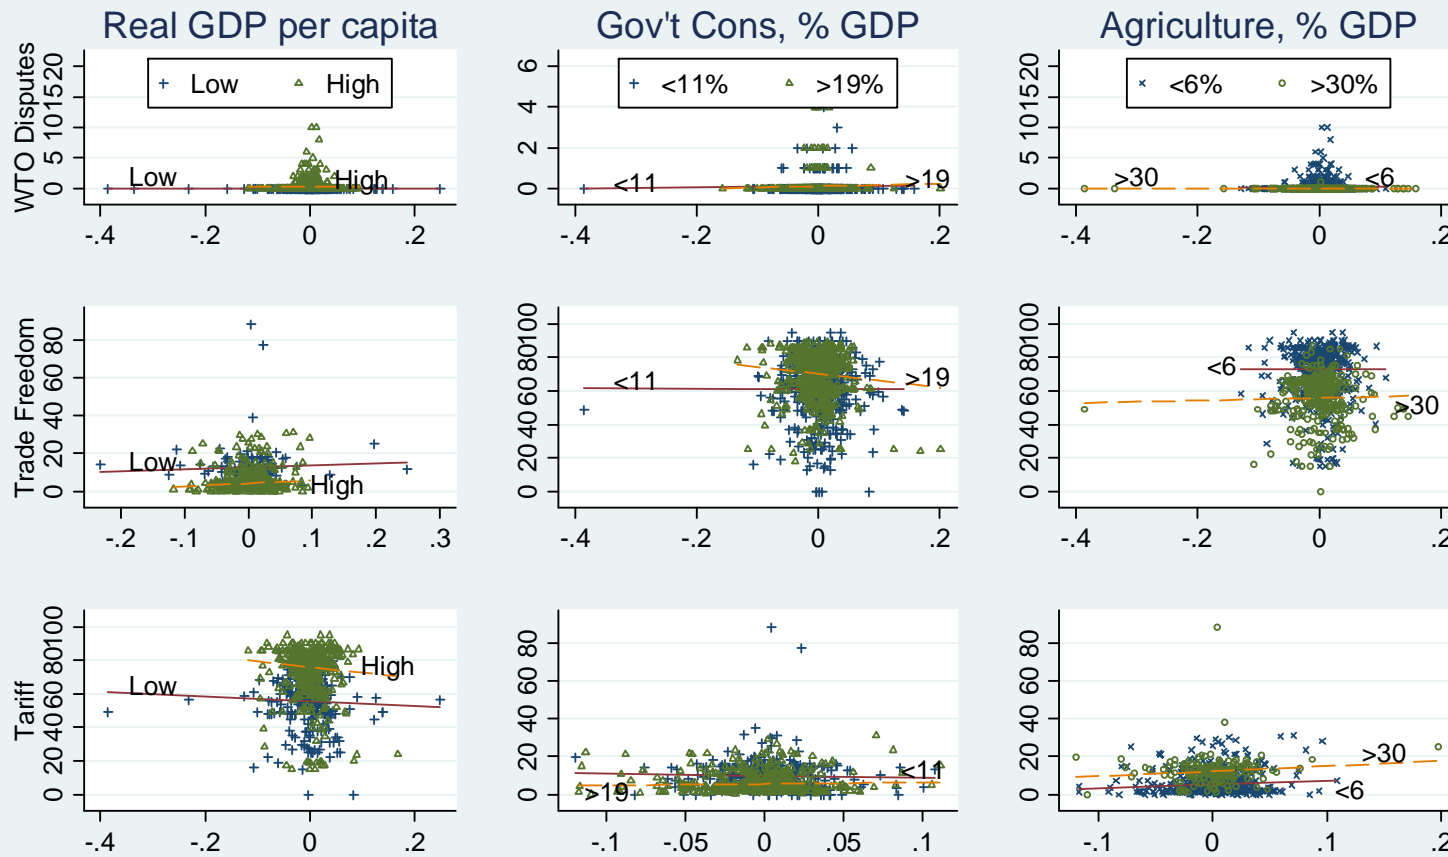 Real GDP per capita
Gov't Cons, % GDP
Agriculture, % GDP
WTO Disputes
0 5 10 15 20
Low High
Low
High
-.4 -.2 0 .2
0 2 4 6
<11% >19%
<11
>19
-.4 -.2 0 .2
0 5 10 15 20
<6% >30%
>30
<6
-.4 -.2 0 .2
Trade Freedom
0 20 40 60 80
Low
High
-.2 -.1 0 .1 .2 .3
0 20 40 60 80 100
<11
>19
-.4 -.2 0 .2
0 20 40 60 80 100
<6
>30
-.4 -.2 0 .2
Tariff
0 20 40 60 80 100
Low
High
-.4 -.2 0 .2
0 20 40 60 80
<11
>19
-.1 -.05 0 .05 .1
0 20 40 60 80
>30
<6
-.1 0 .1 .2